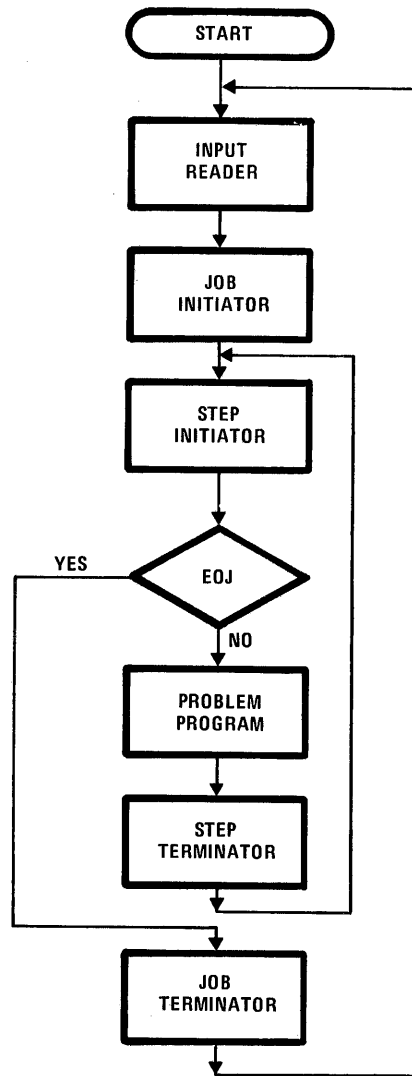 START
INPUT
READER
JOB
INITIATOR
STEP
INITIATOR
YES
EOJ
NO
PROBLEM
PROGRAM
STEP
TERMINATOR
JOB
TERMINATOR